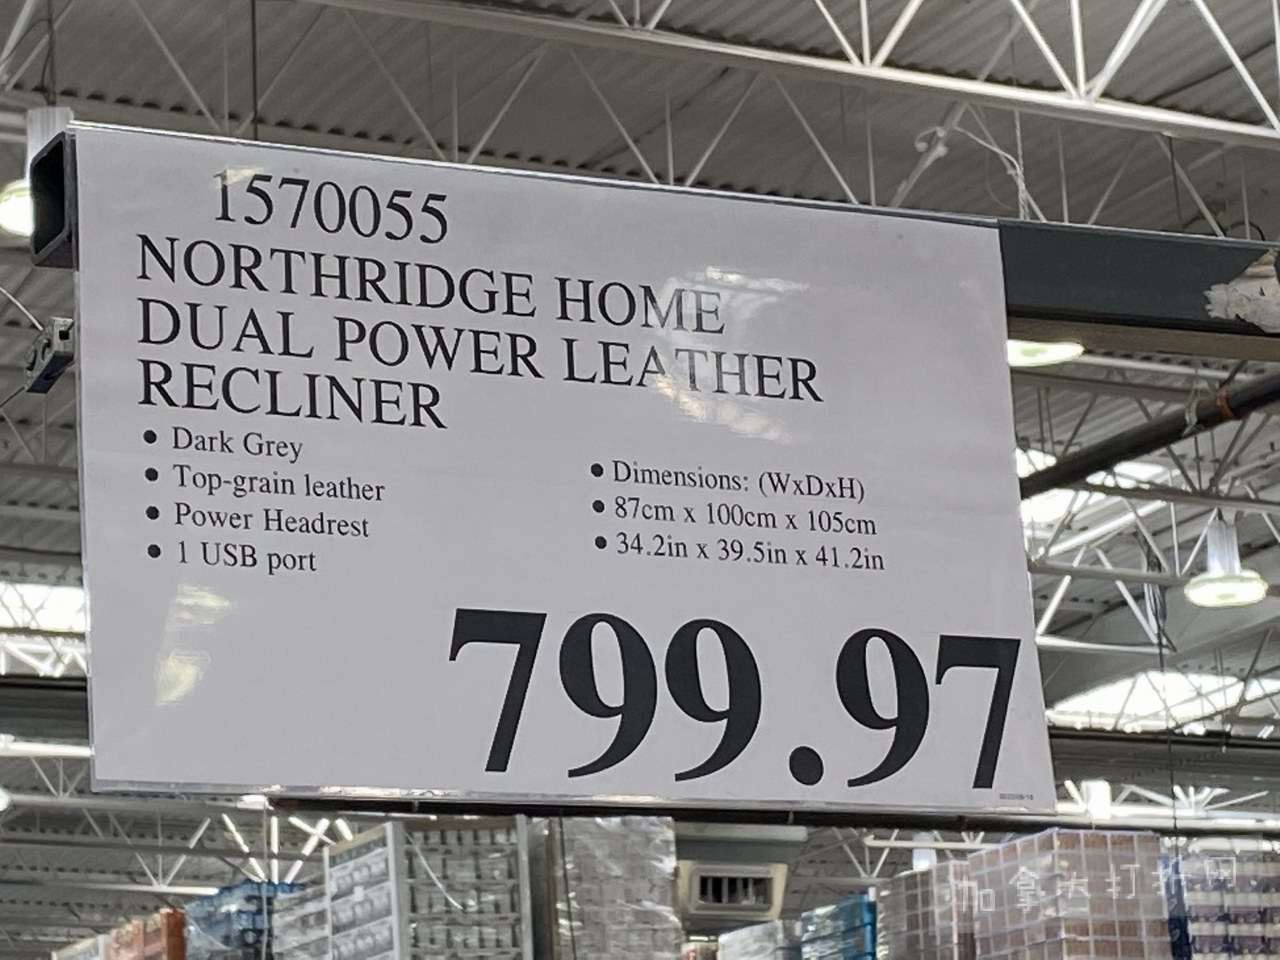 1570055
NORTHRIDGE HOME
DUAL POWER LEATHER
RECLINER
• Dark Grey
• Top-grain leather
• Power Headrest
• 1 USB port
• Dimensions: (WxDxH)
• 87cm x 100cm x 105cm
• 34.2in x 39.5in x 41.2in
799.97
加拿大打折网